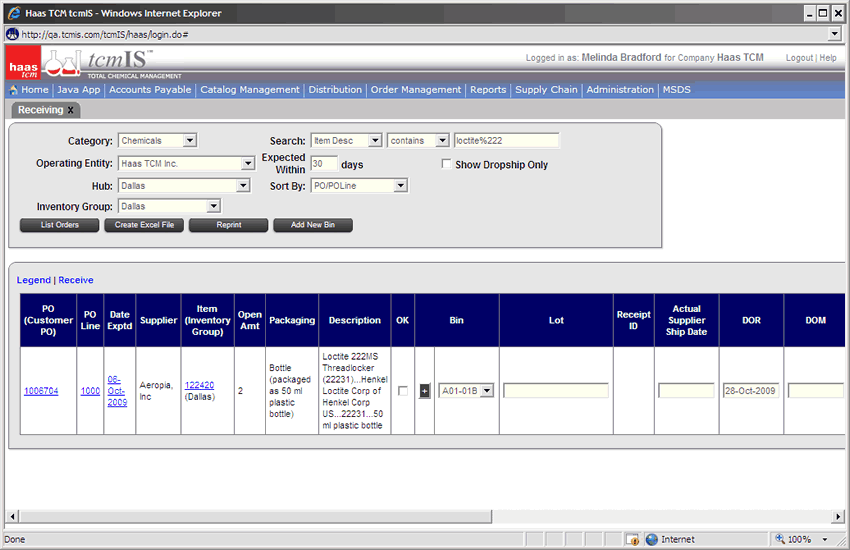 Haas TCM tcmIS - Windows Internet Explorer
http://qa.tcmis.com/tcmIS/haas/login.do#
haas tcm
tcmIS™
TOTAL CHEMICAL MANAGEMENT
Logged in as: Melinda Bradford for Company Haas TCM Logout | Help
Home Java App Accounts Payable Catalog Management Distribution Order Management Reports Supply Chain Administration MSDS
Receiving x
Category: Chemicals Search: Item Desc contains loctite%222
Operating Entity: Haas TCM Inc. Expected Within 30 days Show Dropship Only
Hub: Dallas Sort By: PO/POLine
Inventory Group: Dallas
List Orders Create Excel File Reprint Add New Bin
Legend | Receive
PO (Customer PO) PO Line Date Exptd Supplier Item (Inventory Group) Open Amt Packaging Description OK Bin Lot Receipt ID Actual Supplier Ship Date DOR DOM
1006704 1000 06-Oct-2009 Aeropia, Inc 122420 (Dallas) 2 Bottle (packaged as 50 ml plastic bottle) Loctite 222MS Threadlocker (22231)...Henkel Loctite Corp of Henkel Corp US...22231...50 ml plastic bottle + A01-01B 28-Oct-2009
Done Internet 100%